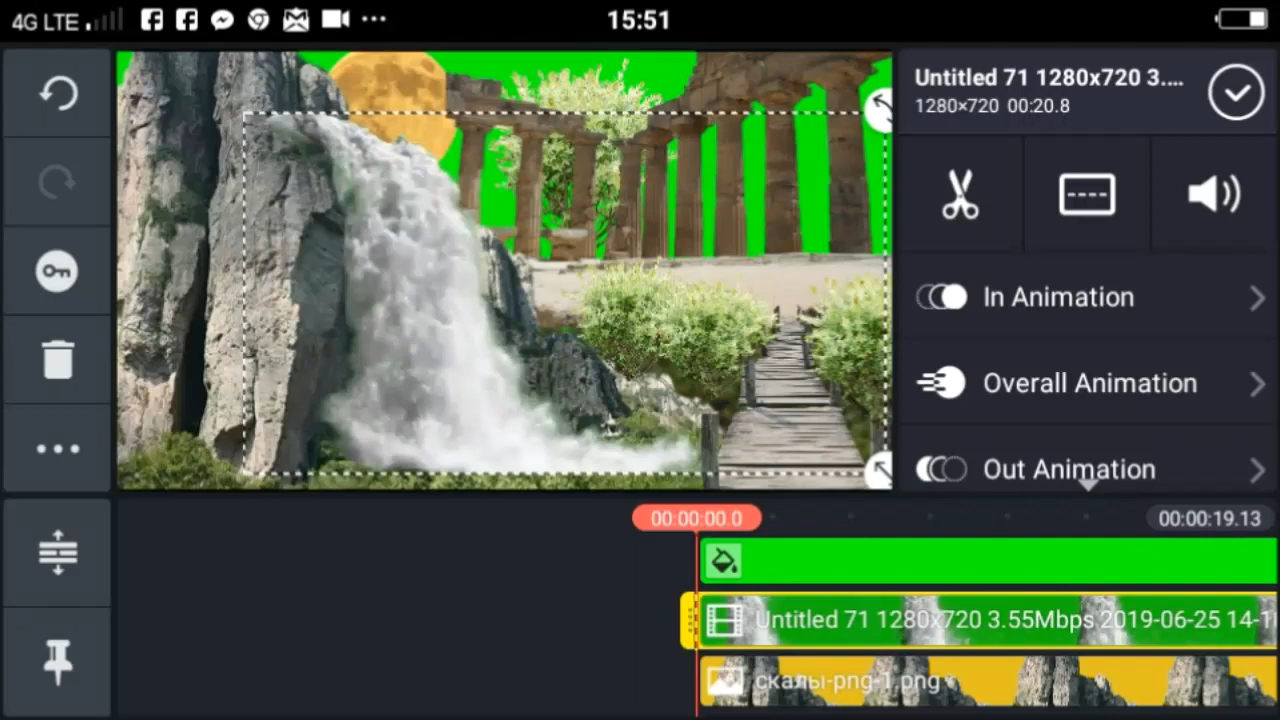 4G LTE 15:51
Untitled 71 1280x720 3....
1280×720 00:20.8
In Animation
Overall Animation
Out Animation
00:00:00.0 00:00:19.13
Untitled 71 1280x720 3.55Mbps 2019-06-25 14-1
скалы-png-1.png